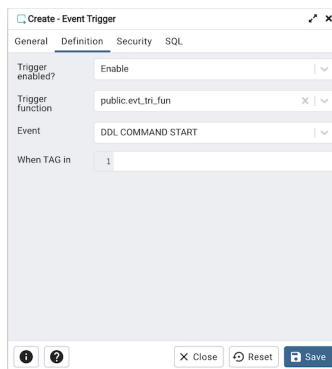 Create - Event Trigger
General Definition Security SQL
Trigger enabled? Enable
Trigger function public.evt_tri_fun
Event DDL COMMAND START
When TAG in 1
Close Reset Save